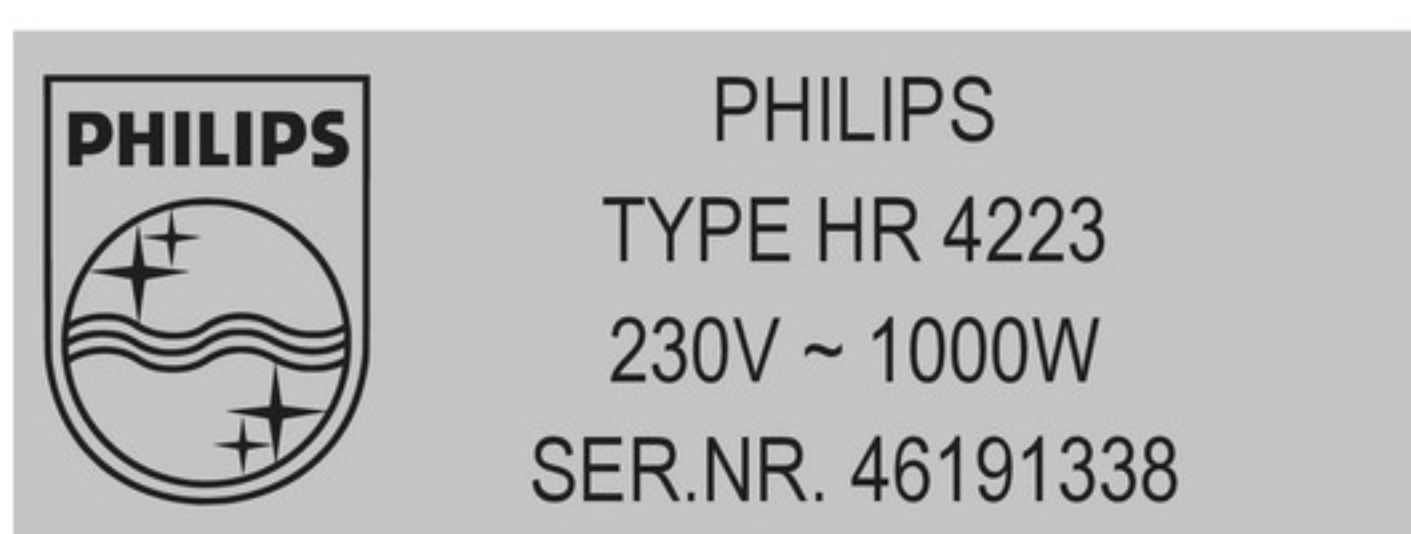 PHILIPS
PHILIPS
TYPE HR 4223
230V ~ 1000W
SER.NR. 46191338